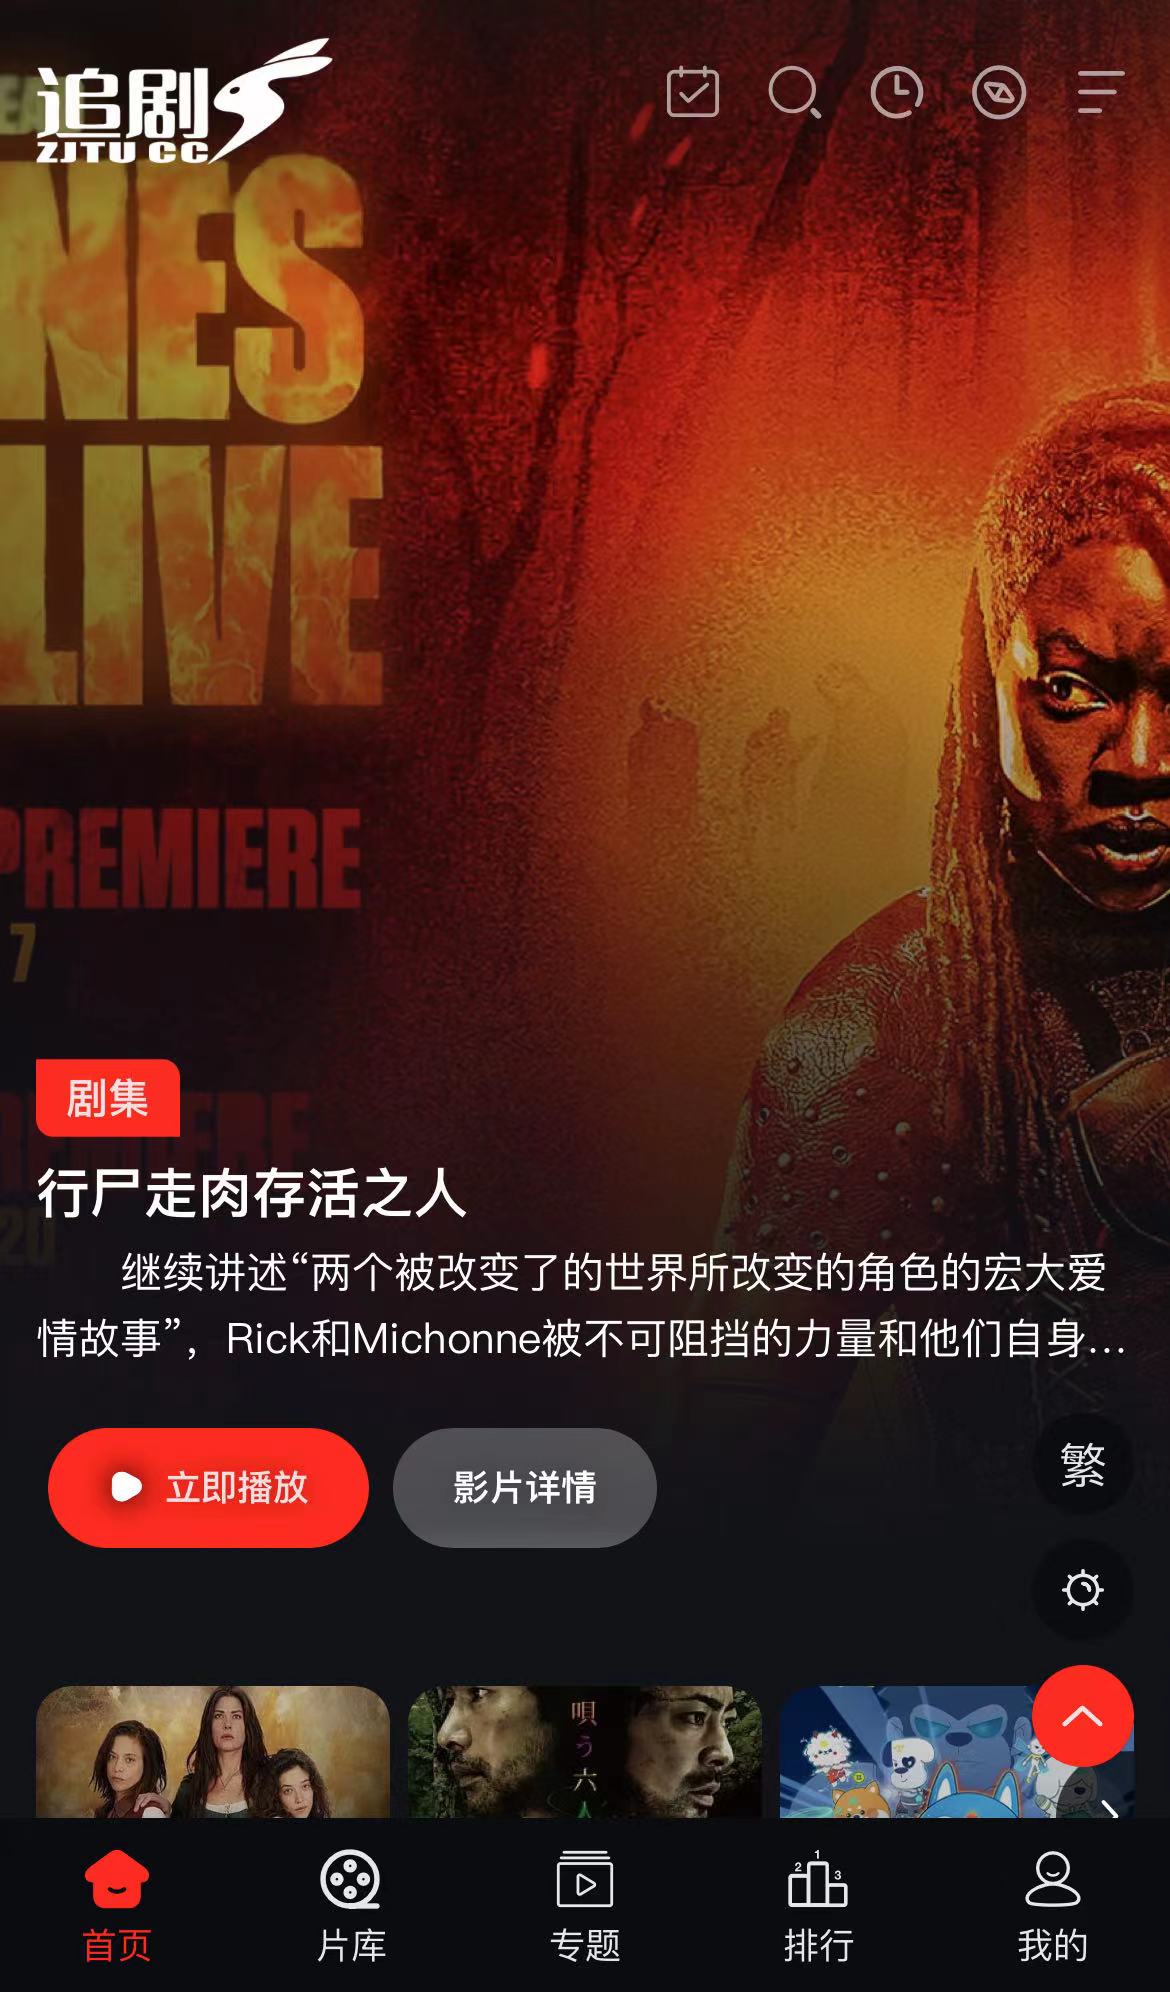 追剧
ZJTU CC
NES
LIVE
PREMIERE
7
剧集
行尸走肉存活之人
继续讲述“两个被改变了的世界所改变的角色的宏大爱
情故事”，Rick和Michonne被不可阻挡的力量和他们自身...
立即播放
影片详情
繁
唄う六人
首页
片库
专题
1
2
3
排行
我的